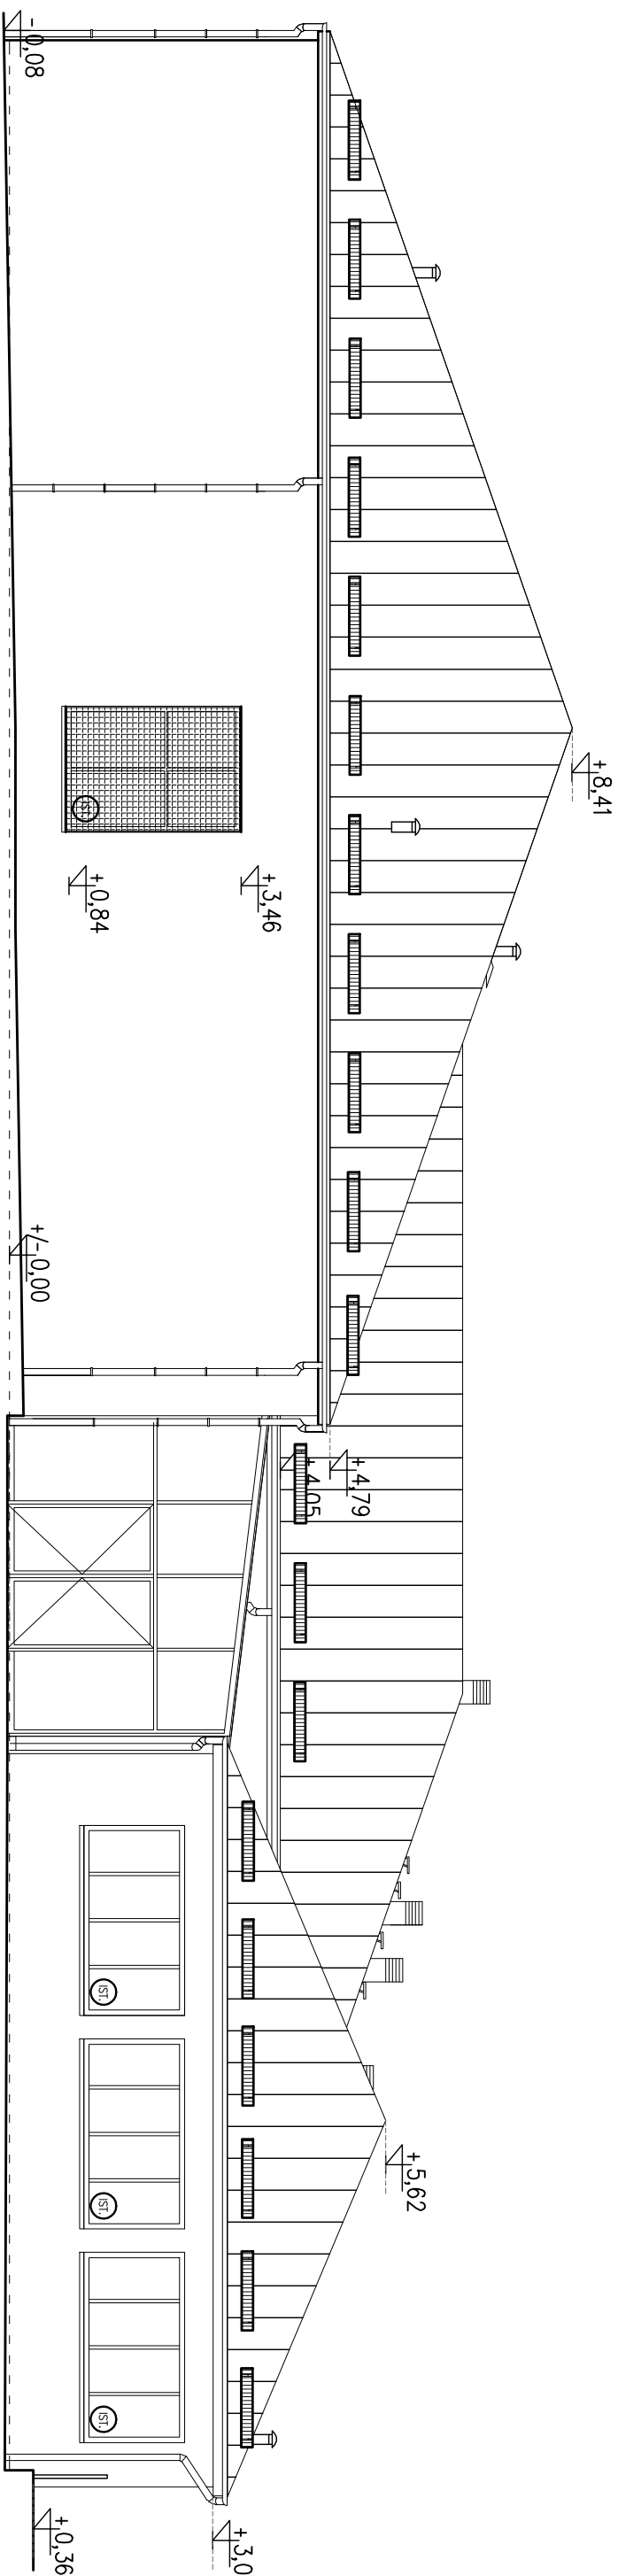 -0,08
+8,41
IST.
+3,46
+0,84
+/-0,00
+4,79
+4,05
IST.
IST.
+5,62
IST.
+3,0
+0,36